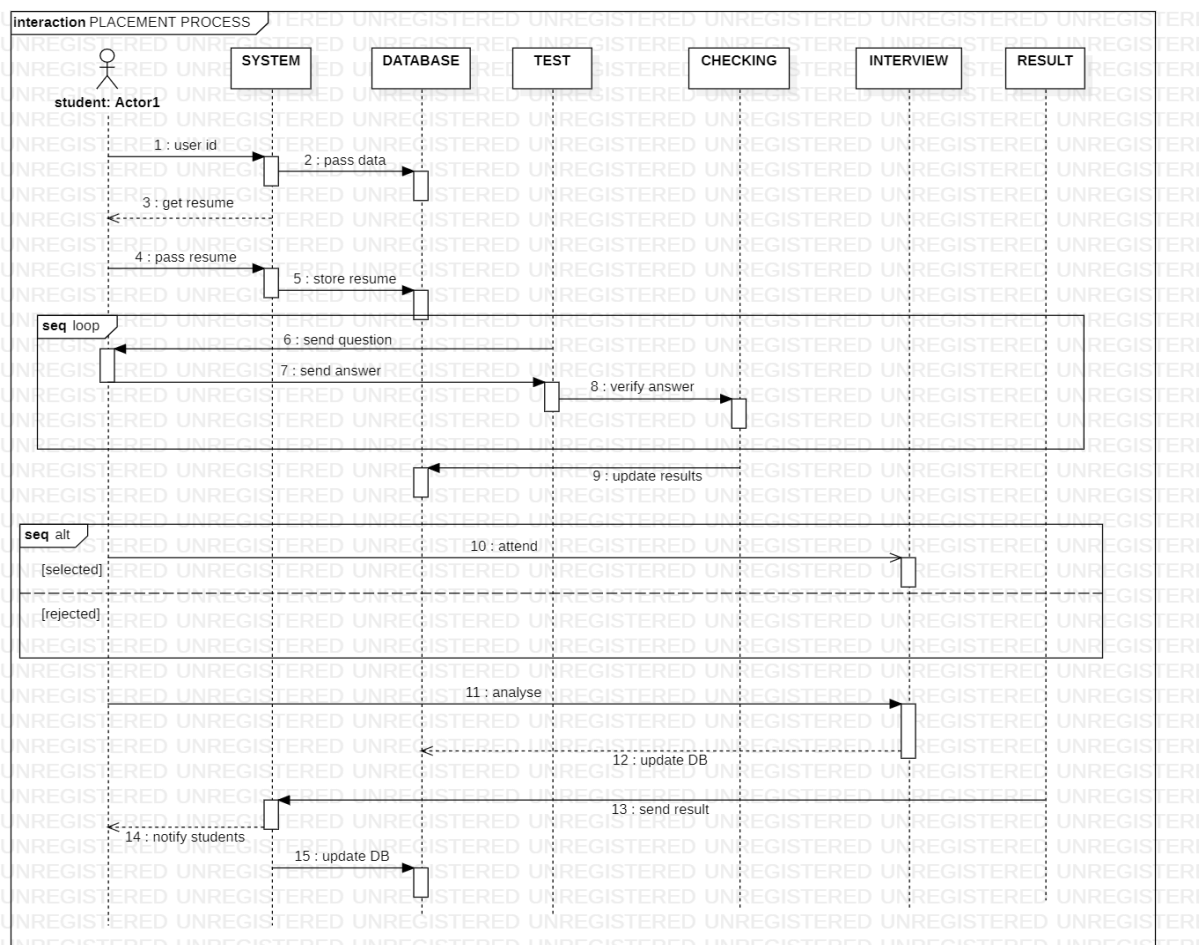 interaction PLACEMENT PROCESS
student: Actor1
SYSTEM
DATABASE
TEST
CHECKING
INTERVIEW
RESULT
1 : user id
2 : pass data
3 : get resume
4 : pass resume
5 : store resume
seq loop
6 : send question
7 : send answer
8 : verify answer
9 : update results
seq alt
10 : attend
[selected]
[rejected]
11 : analyse
12 : update DB
13 : send result
14 : notify students
15 : update DB
UNREGISTERED